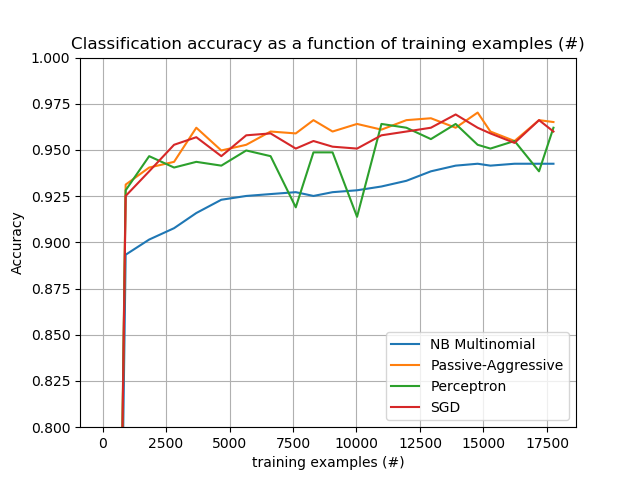 Classification accuracy as a function of training examples (#)
1.000
0.975
0.950
0.925
0.900
0.875
0.850
0.825
0.800
Accuracy
NB Multinomial
Passive-Aggressive
Perceptron
SGD
0 2500 5000 7500 10000 12500 15000 17500
training examples (#)